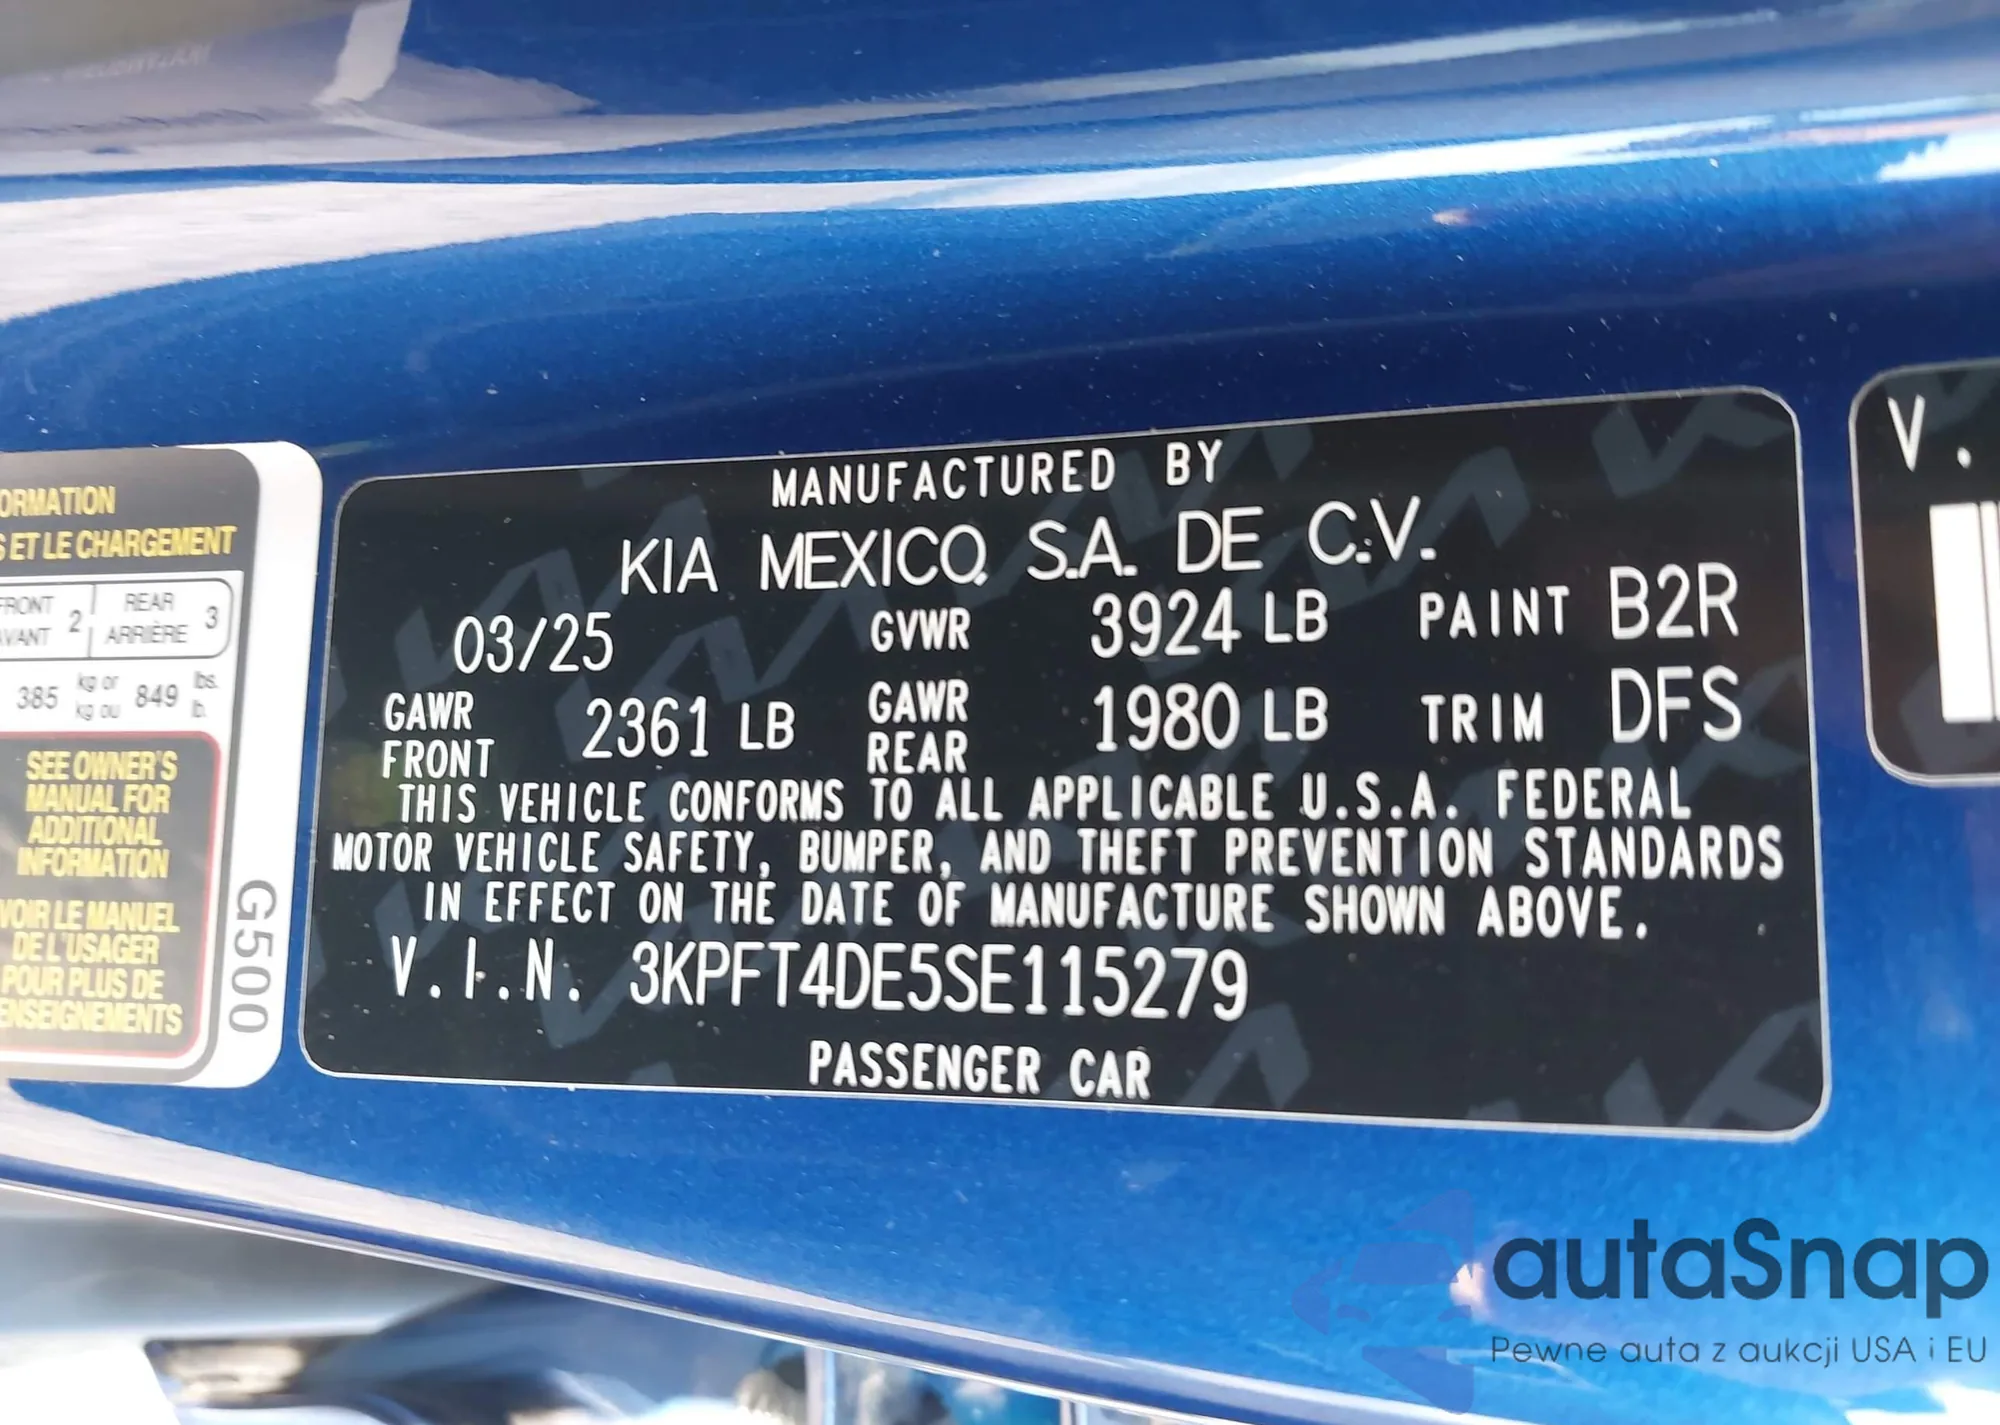 ORMATION
S ET LE CHARGEMENT
FRONT 2 REAR 3
AVANT ARRIÈRE
385 kg or 849 lbs.
kg ou lb.
SEE OWNER'S
MANUAL FOR
ADDITIONAL
INFORMATION
VOIR LE MANUEL
DE L'USAGER
POUR PLUS DE
ENSEIGNEMENTS
G500
MANUFACTURED BY
KIA MEXICO, S.A. DE C.V.
03/25 GVWR 3924 LB PAINT B2R
GAWR FRONT 2361 LB GAWR REAR 1980 LB TRIM DFS
THIS VEHICLE CONFORMS TO ALL APPLICABLE U.S.A. FEDERAL
MOTOR VEHICLE SAFETY, BUMPER, AND THEFT PREVENTION STANDARDS
IN EFFECT ON THE DATE OF MANUFACTURE SHOWN ABOVE.
V.I.N. 3KPFT4DE5SE115279
PASSENGER CAR
V.
autaSnap
Pewne auta z aukcji USA i EU